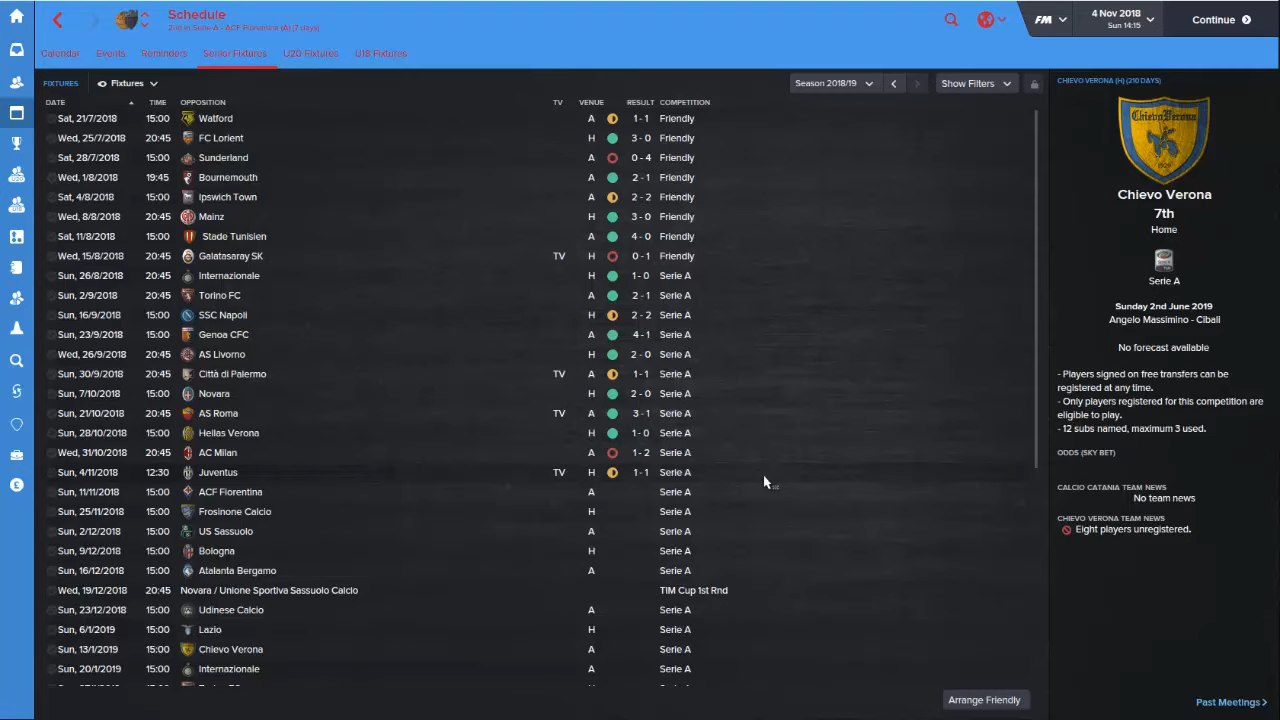 Schedule
2nd in Serie A - ACF Fiorentina (A) (7 days)
FM
4 Nov 2018
Sun 14:15
Continue
Calendar Events Reminders Senior Fixtures U20 Fixtures U18 Fixtures
FIXTURES Fixtures Season 2018/19 Show Filters
DATE TIME OPPOSITION TV VENUE RESULT COMPETITION
Sat, 21/7/2018 15:00 Watford A 1 - 1 Friendly
Wed, 25/7/2018 20:45 FC Lorient H 3 - 0 Friendly
Sat, 28/7/2018 15:00 Sunderland A 0 - 4 Friendly
Wed, 1/8/2018 19:45 Bournemouth A 2 - 1 Friendly
Sat, 4/8/2018 15:00 Ipswich Town A 2 - 2 Friendly
Wed, 8/8/2018 20:45 Mainz H 3 - 0 Friendly
Sat, 11/8/2018 15:00 Stade Tunisien A 4 - 0 Friendly
Wed, 15/8/2018 20:45 Galatasaray SK TV H 0 - 1 Friendly
Sun, 26/8/2018 20:45 Internazionale H 1 - 0 Serie A
Sun, 2/9/2018 20:45 Torino FC A 2 - 1 Serie A
Sun, 16/9/2018 15:00 SSC Napoli H 2 - 2 Serie A
Sun, 23/9/2018 15:00 Genoa CFC A 4 - 1 Serie A
Wed, 26/9/2018 20:45 AS Livorno H 2 - 0 Serie A
Sun, 30/9/2018 20:45 Città di Palermo TV A 1 - 1 Serie A
Sun, 7/10/2018 15:00 Novara H 2 - 0 Serie A
Sun, 21/10/2018 20:45 AS Roma TV A 3 - 1 Serie A
Sun, 28/10/2018 15:00 Hellas Verona H 1 - 0 Serie A
Wed, 31/10/2018 20:45 AC Milan A 1 - 2 Serie A
Sun, 4/11/2018 12:30 Juventus TV H 1 - 1 Serie A
Sun, 11/11/2018 15:00 ACF Fiorentina A Serie A
Sun, 25/11/2018 15:00 Frosinone Calcio H Serie A
Sun, 2/12/2018 15:00 US Sassuolo A Serie A
Sun, 9/12/2018 15:00 Bologna H Serie A
Sun, 16/12/2018 15:00 Atalanta Bergamo A Serie A
Wed, 19/12/2018 20:45 Novara / Unione Sportiva Sassuolo Calcio TIM Cup 1st Rnd
Sun, 23/12/2018 15:00 Udinese Calcio A Serie A
Sun, 6/1/2019 15:00 Lazio H Serie A
Sun, 13/1/2019 15:00 Chievo Verona A Serie A
Sun, 20/1/2019 15:00 Internazionale A Serie A
Arrange Friendly
CHIEVO VERONA (H) (210 DAYS)
ChievoVerona
1929
Chievo Verona
7th
Home
Serie A
Sunday 2nd June 2019
Angelo Massimino - Cibali
No forecast available
- Players signed on free transfers can be
registered at any time.
- Only players registered for this competition are
eligible to play.
- 12 subs named, maximum 3 used.
ODDS (SKY BET)
CALCIO CATANIA TEAM NEWS
No team news
CHIEVO VERONA TEAM NEWS
Eight players unregistered.
Past Meetings >